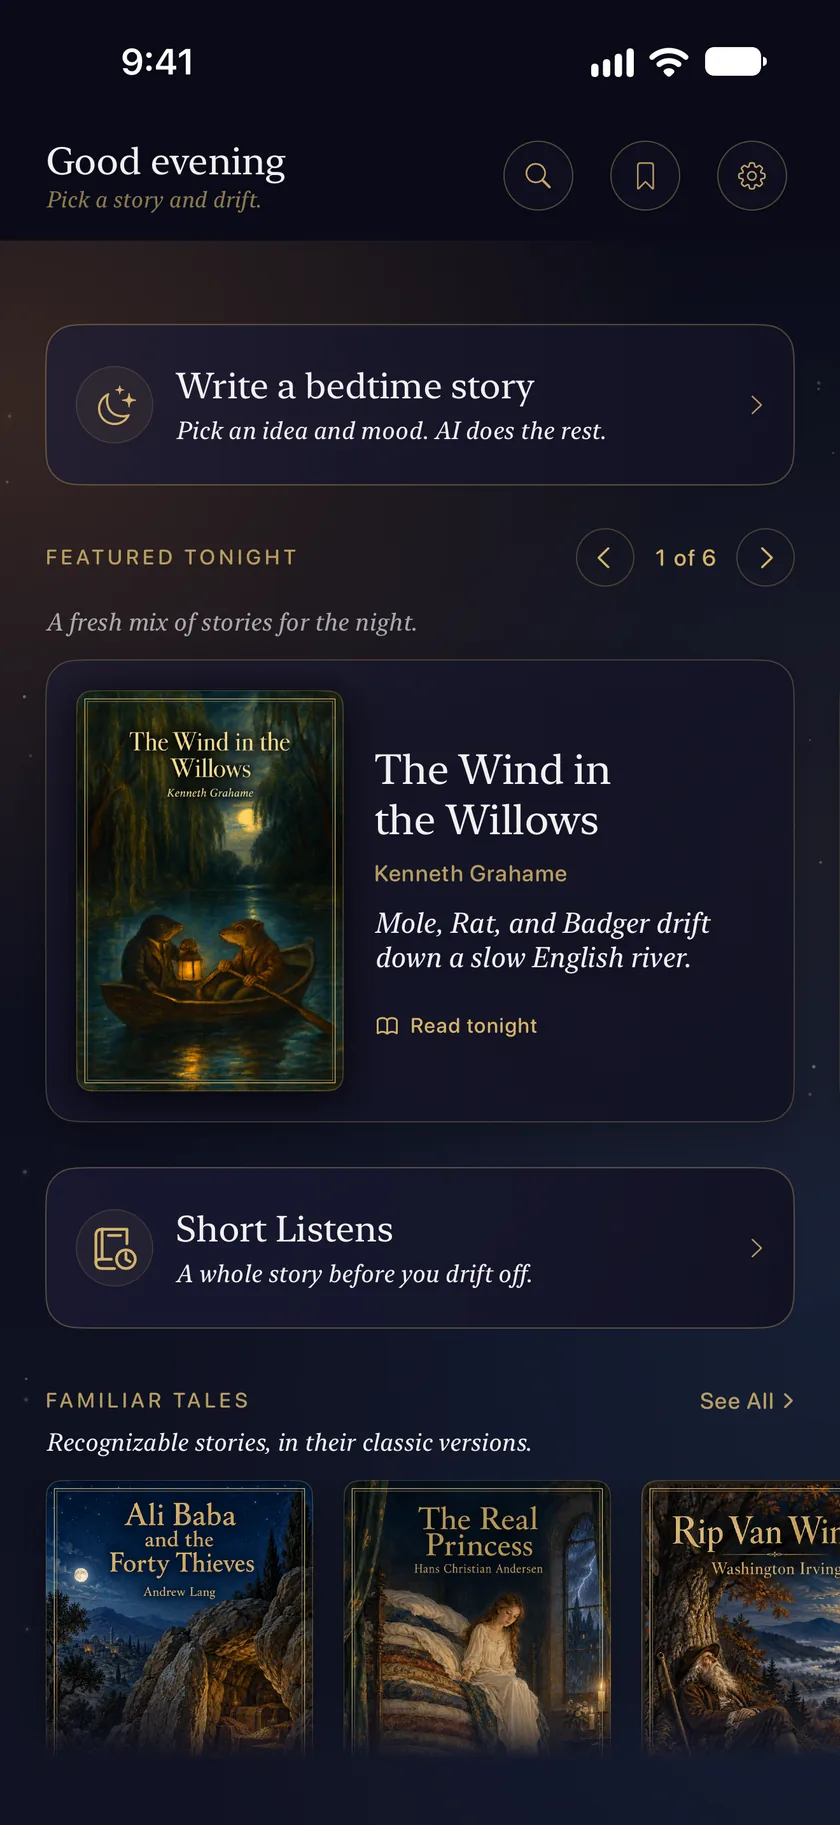 9:41
Good evening
Pick a story and drift.
Write a bedtime story
Pick an idea and mood. AI does the rest.
FEATURED TONIGHT
1 of 6
A fresh mix of stories for the night.
The Wind in the
Willows
Kenneth Grahame
The Wind in
the Willows
Kenneth Grahame
Mole, Rat, and Badger drift
down a slow English river.
Read tonight
Short Listens
A whole story before you drift off.
FAMILIAR TALES
See All
Recognizable stories, in their classic versions.
Ali Baba
and the
Forty Thieves
Andrew Lang
The Real
Princess
Hans Christian Andersen
Rip Van Win
Washington Irving